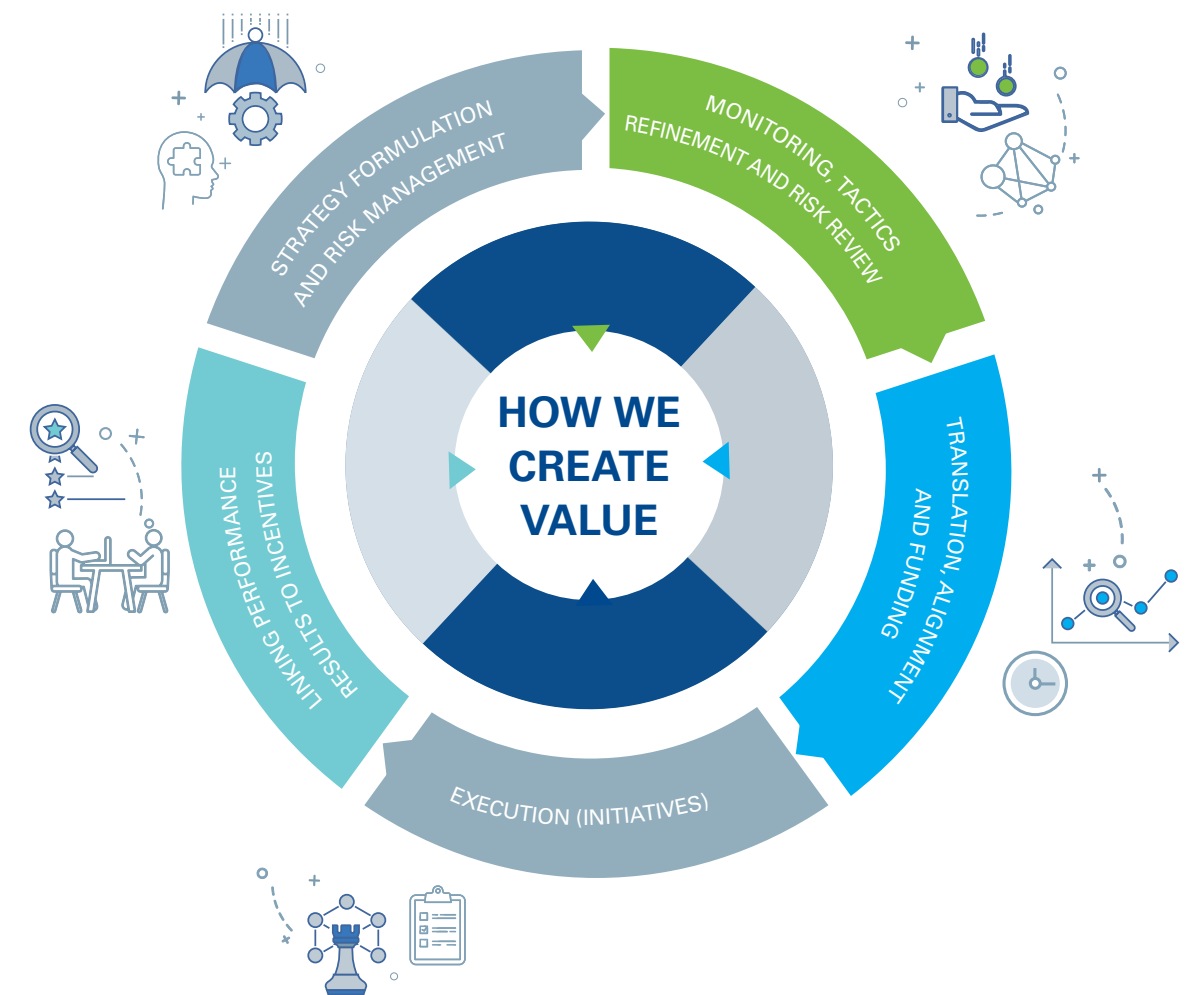 STRATEGY FORMULATION
AND RISK MANAGEMENT
MONITORING, TACTICS
REFINEMENT AND RISK REVIEW
TRANSLATION, ALIGNMENT
AND FUNDING
EXECUTION (INITIATIVES)
LINKING PERFORMANCE
RESULTS TO INCENTIVES
HOW WE
CREATE
VALUE